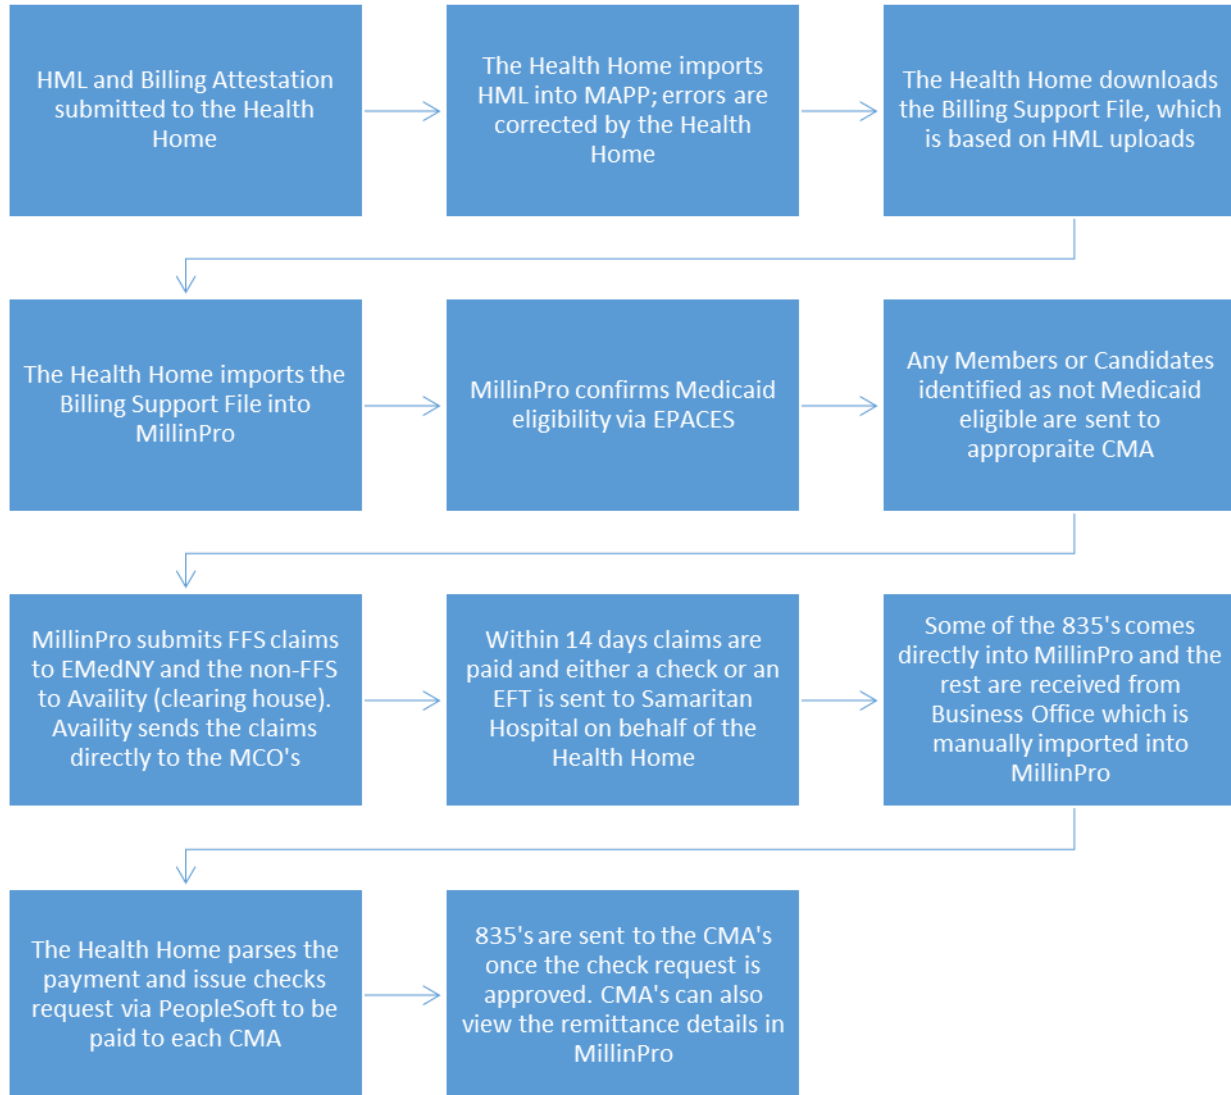 HML and Billing Attestation
submitted to the Health
Home
The Health Home imports
HML into MAPP; errors are
corrected by the Health
Home
The Health Home downloads
the Billing Support File, which
is based on HML uploads
The Health Home imports the
Billing Support File into
MillinPro
MillinPro confirms Medicaid
eligibility via EPACES
Any Members or Candidates
identified as not Medicaid
eligible are sent to
appropraite CMA
MillinPro submits FFS claims
to EMedNY and the non-FFS
to Availity (clearing house).
Availity sends the claims
directly to the MCO's
Within 14 days claims are
paid and either a check or an
EFT is sent to Samaritan
Hospital on behalf of the
Health Home
Some of the 835's comes
directly into MillinPro and the
rest are received from
Business Office which is
manually imported into
MillinPro
The Health Home parses the
payment and issue checks
request via PeopleSoft to be
paid to each CMA
835's are sent to the CMA's
once the check request is
approved. CMA's can also
view the remittance details in
MillinPro